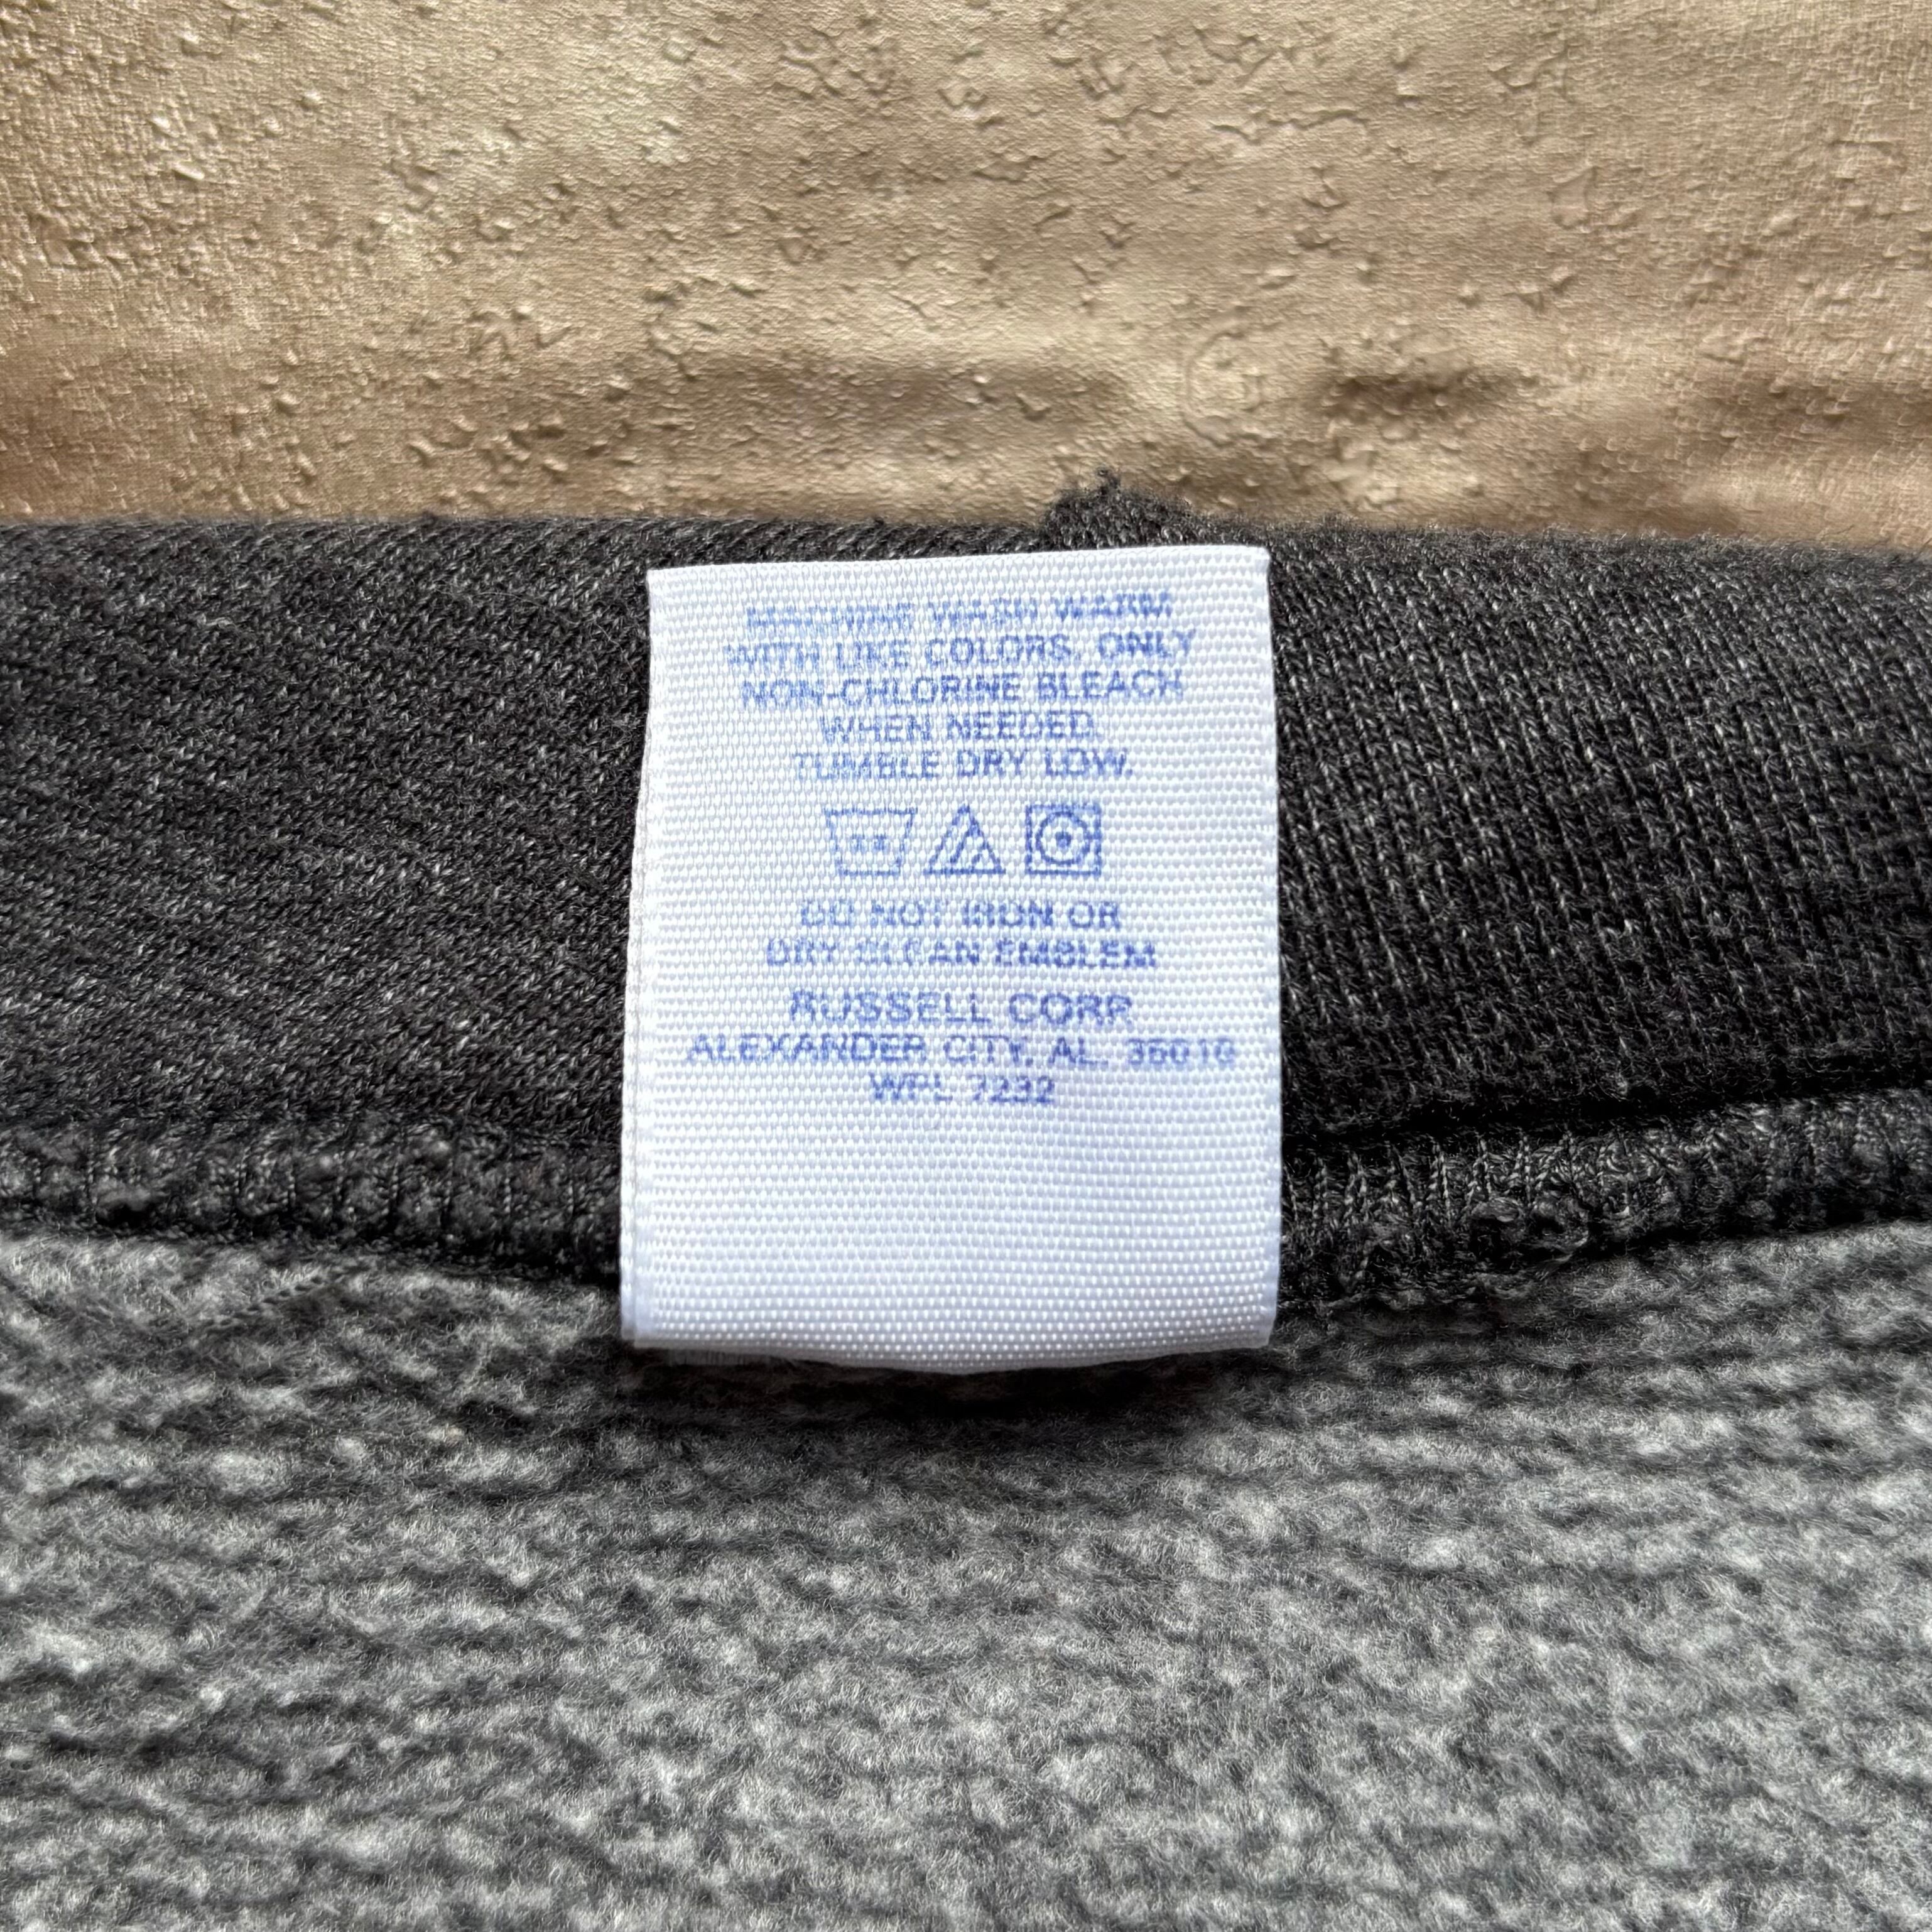 MACHINE WASH WARM
WITH LIKE COLORS, ONLY
NON-CHLORINE BLEACH
WHEN NEEDED,
TUMBLE DRY LOW.
DO NOT IRON OR
DRY CLEAN EMBLEM
RUSSELL CORP.
ALEXANDER CITY, AL. 35010
WPL 7232